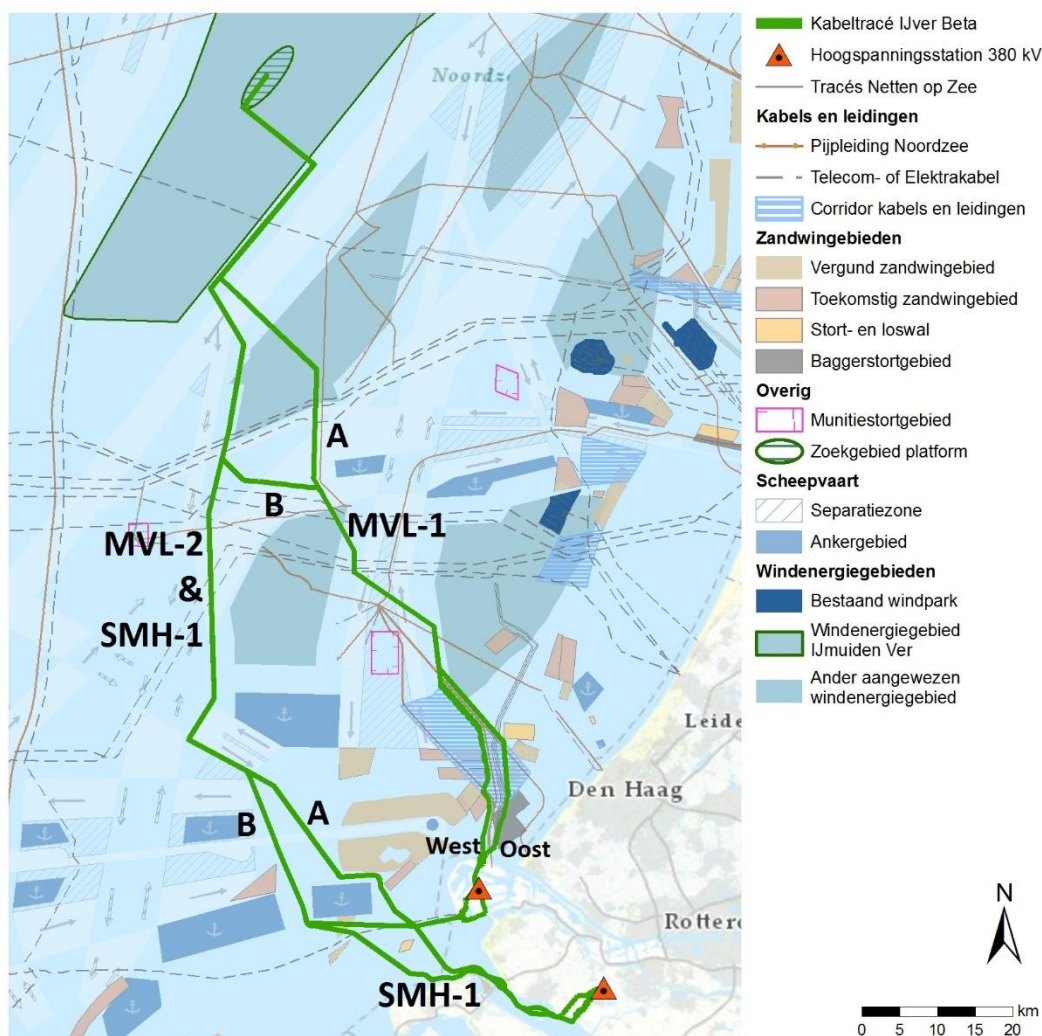 Noordze
A
B
MVL-1
MVL-2
&
SMH-1
Leide
Den Haag
A
B
West
Oost
Rotter
SMH-1
Kabeltracé IJver Beta
Hoogspanningsstation 380 kV
Tracés Netten op Zee
Kabels en leidingen
Pijpleiding Noordzee
Telecom- of Elektrakabel
Corridor kabels en leidingen
Zandwingebieden
Vergund zandwingebied
Toekomstig zandwingebied
Stort- en loswal
Baggerstortgebied
Overig
Munitiestortgebied
Zoekgebied platform
Scheepvaart
Separatiezone
Ankergebied
Windenergiegebieden
Bestaand windpark
Windenergiegebied
IJmuiden Ver
Ander aangewezen
windenergiegebied
N
km
0 5 10 20